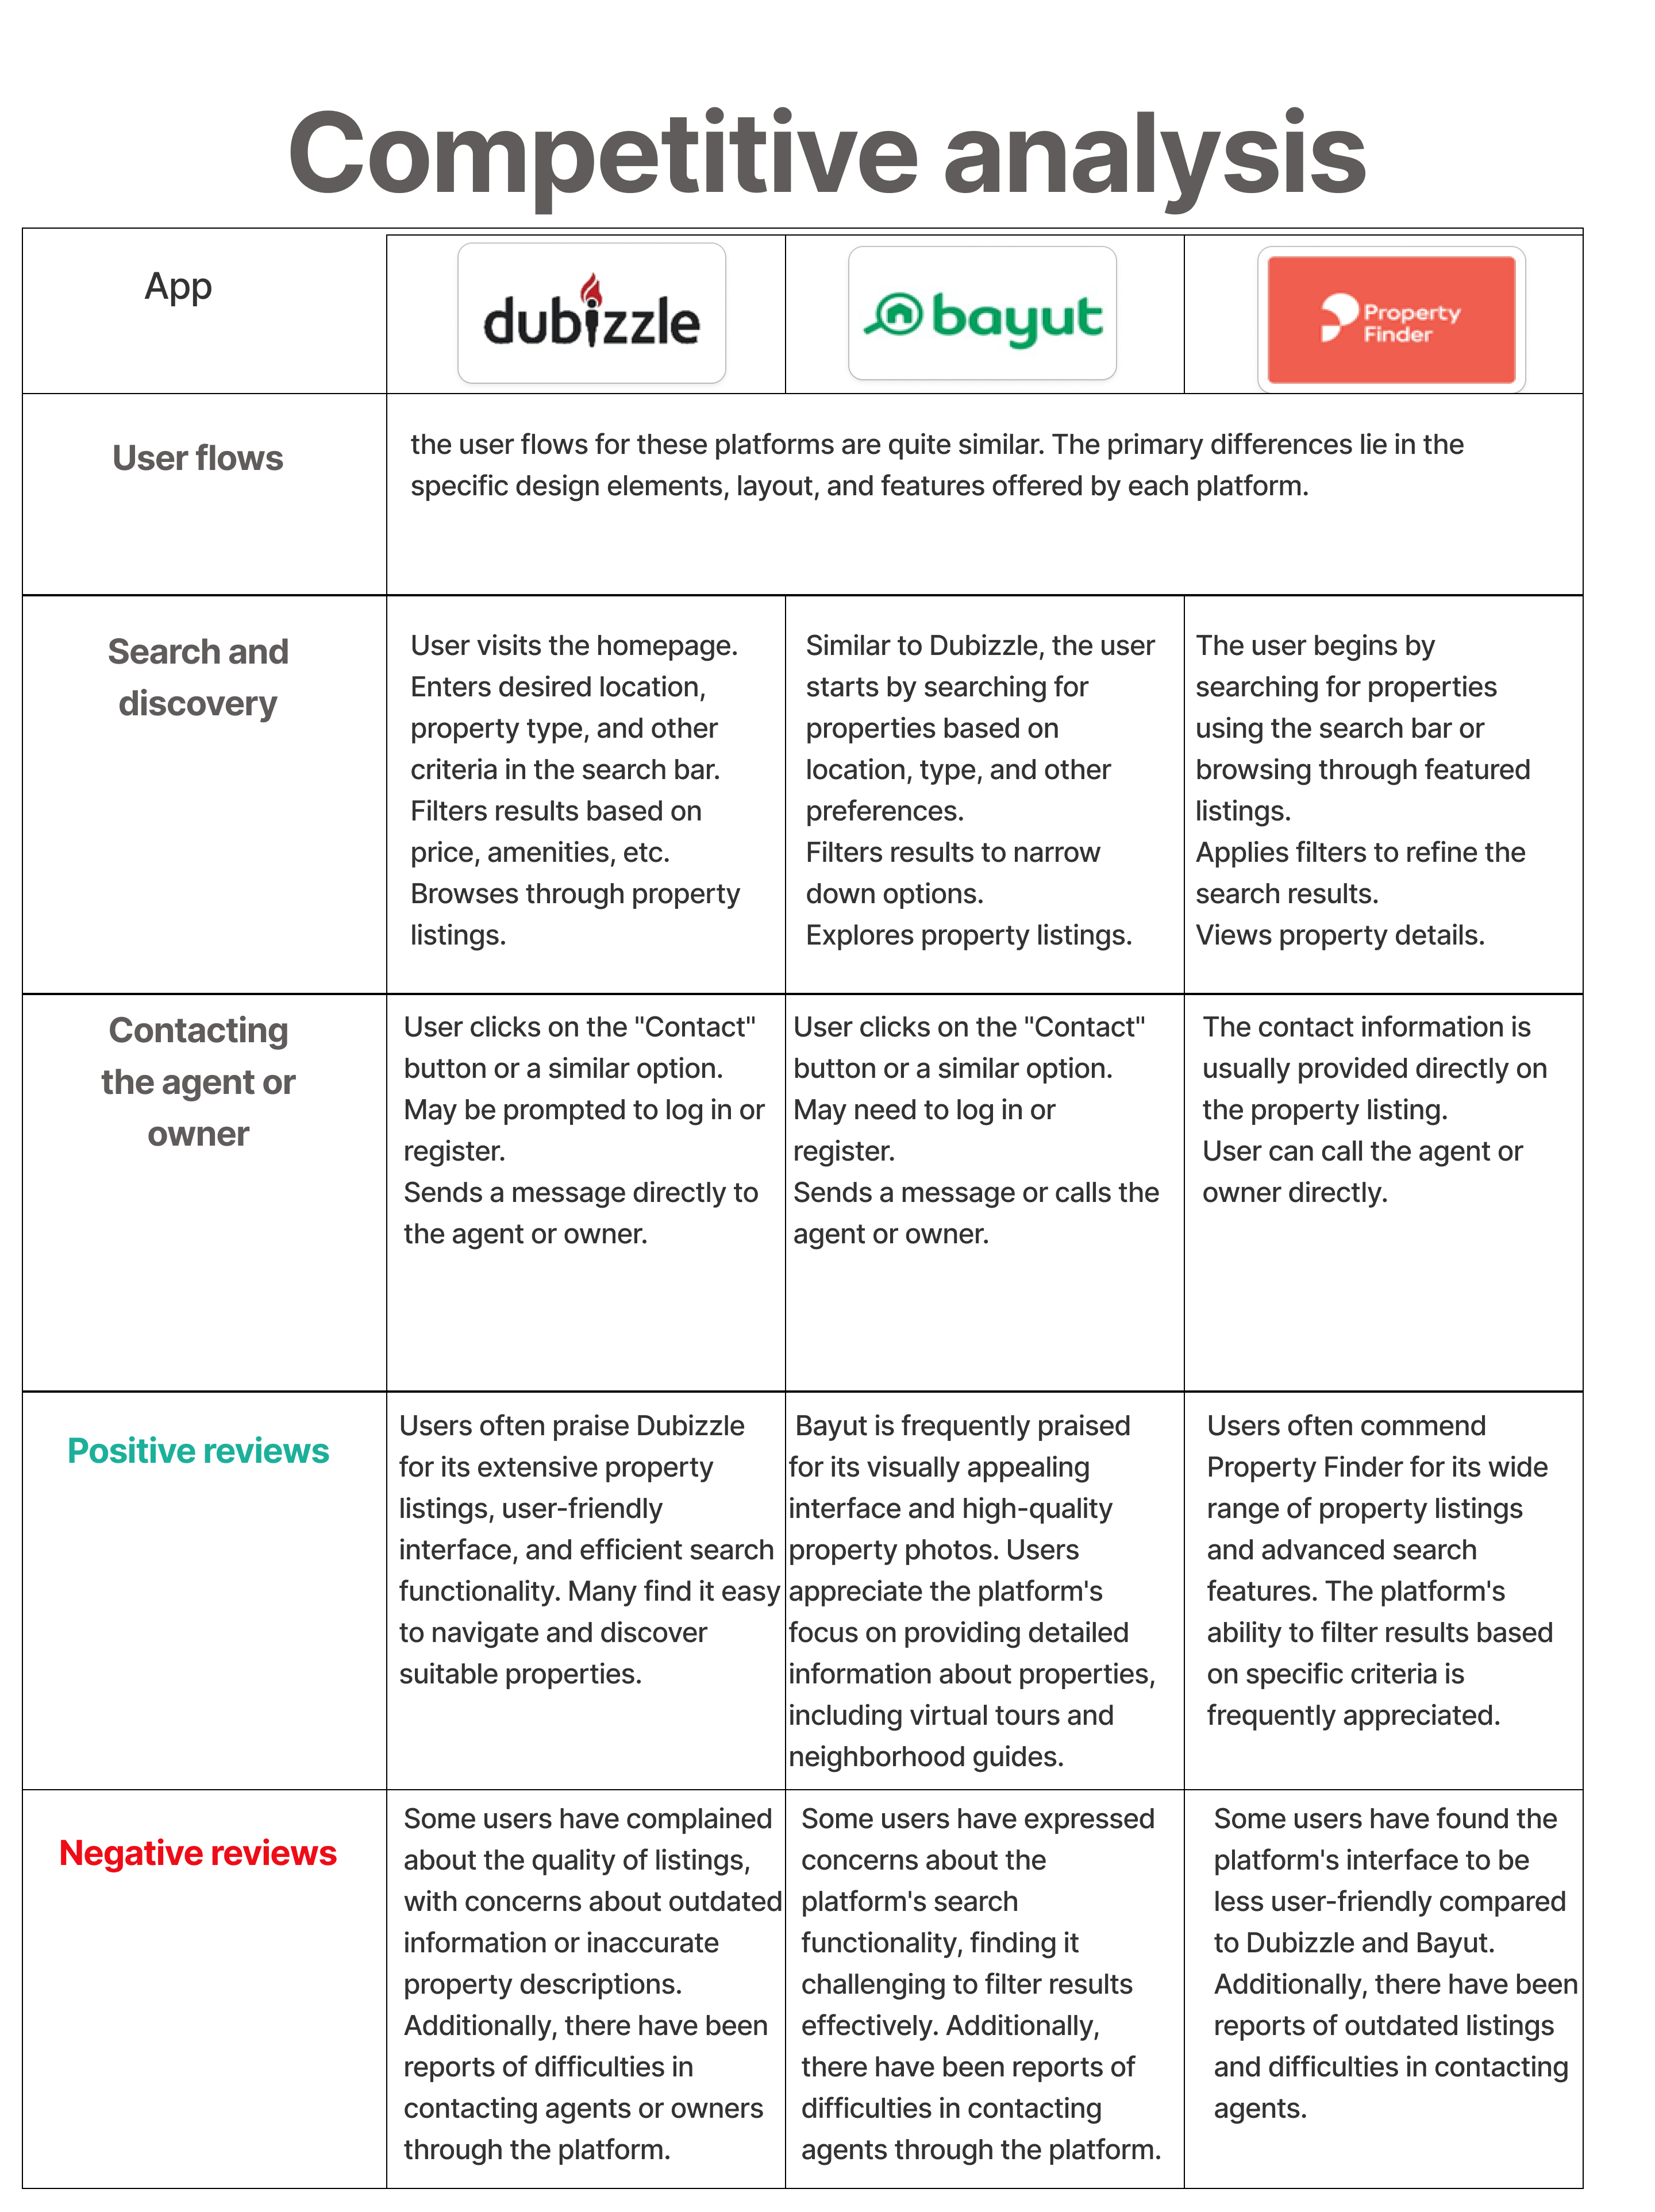 Competitive analysis
App
dubizzle
bayut
Property
Finder
User flows
the user flows for these platforms are quite similar. The primary differences lie in the
specific design elements, layout, and features offered by each platform.
Search and
discovery
User visits the homepage.
Enters desired location,
property type, and other
criteria in the search bar.
Filters results based on
price, amenities, etc.
Browses through property
listings.
Similar to Dubizzle, the user
starts by searching for
properties based on
location, type, and other
preferences.
Filters results to narrow
down options.
Explores property listings.
The user begins by
searching for properties
using the search bar or
browsing through featured
listings.
Applies filters to refine the
search results.
Views property details.
Contacting
the agent or
owner
User clicks on the "Contact"
button or a similar option.
May be prompted to log in or
register.
Sends a message directly to
the agent or owner.
User clicks on the "Contact"
button or a similar option.
May need to log in or
register.
Sends a message or calls the
agent or owner.
The contact information is
usually provided directly on
the property listing.
User can call the agent or
owner directly.
Positive reviews
Users often praise Dubizzle
for its extensive property
listings, user-friendly
interface, and efficient search
functionality. Many find it easy
to navigate and discover
suitable properties.
Bayut is frequently praised
for its visually appealing
interface and high-quality
property photos. Users
appreciate the platform's
focus on providing detailed
information about properties,
including virtual tours and
neighborhood guides.
Users often commend
Property Finder for its wide
range of property listings
and advanced search
features. The platform's
ability to filter results based
on specific criteria is
frequently appreciated.
Negative reviews
Some users have complained
about the quality of listings,
with concerns about outdated
information or inaccurate
property descriptions.
Additionally, there have been
reports of difficulties in
contacting agents or owners
through the platform.
Some users have expressed
concerns about the
platform's search
functionality, finding it
challenging to filter results
effectively. Additionally,
there have been reports of
difficulties in contacting
agents through the platform.
Some users have found the
platform's interface to be
less user-friendly compared
to Dubizzle and Bayut.
Additionally, there have been
reports of outdated listings
and difficulties in contacting
agents.